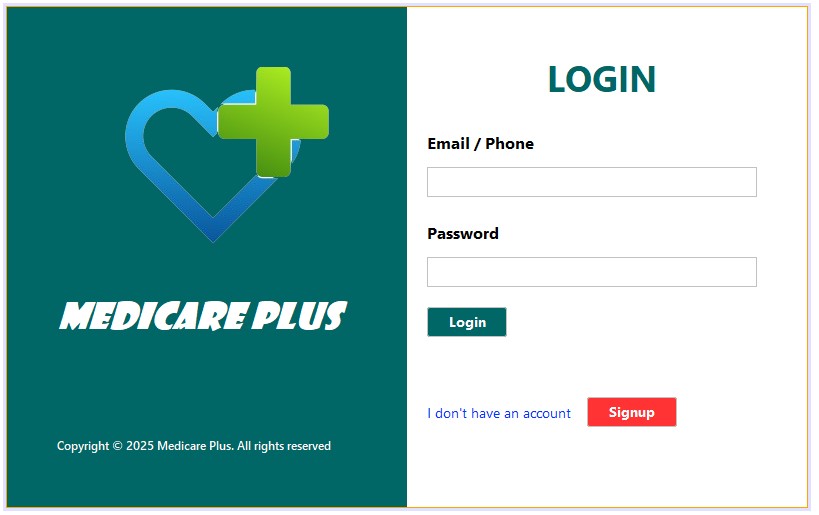 MEDICARE PLUS
Copyright © 2025 Medicare Plus. All rights reserved
LOGIN
Email / Phone
Password
Login
I don't have an account
Signup